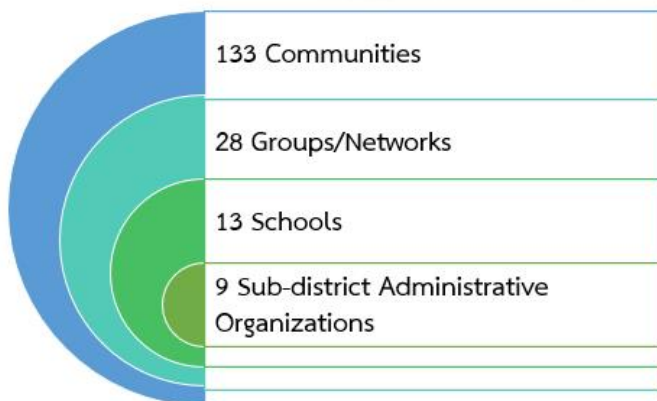 133 Communities
28 Groups/Networks
13 Schools
9 Sub-district Administrative
Organizations